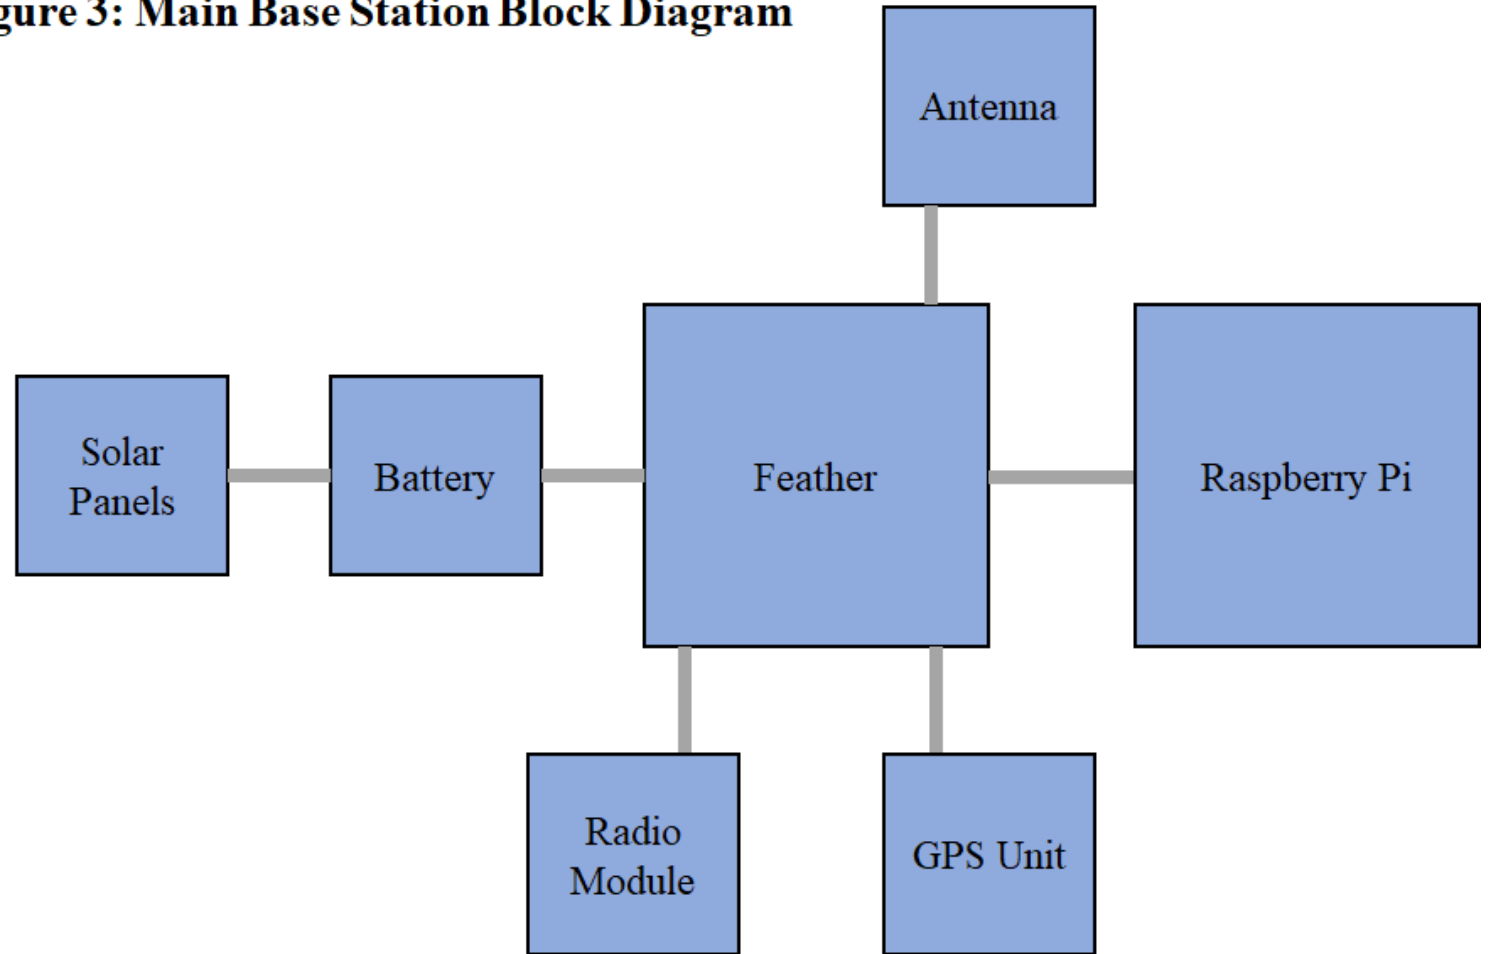 gure 3: Main Base Station Block Diagram
Antenna
Solar
Panels
Battery
Feather
Raspberry Pi
Radio
Module
GPS Unit